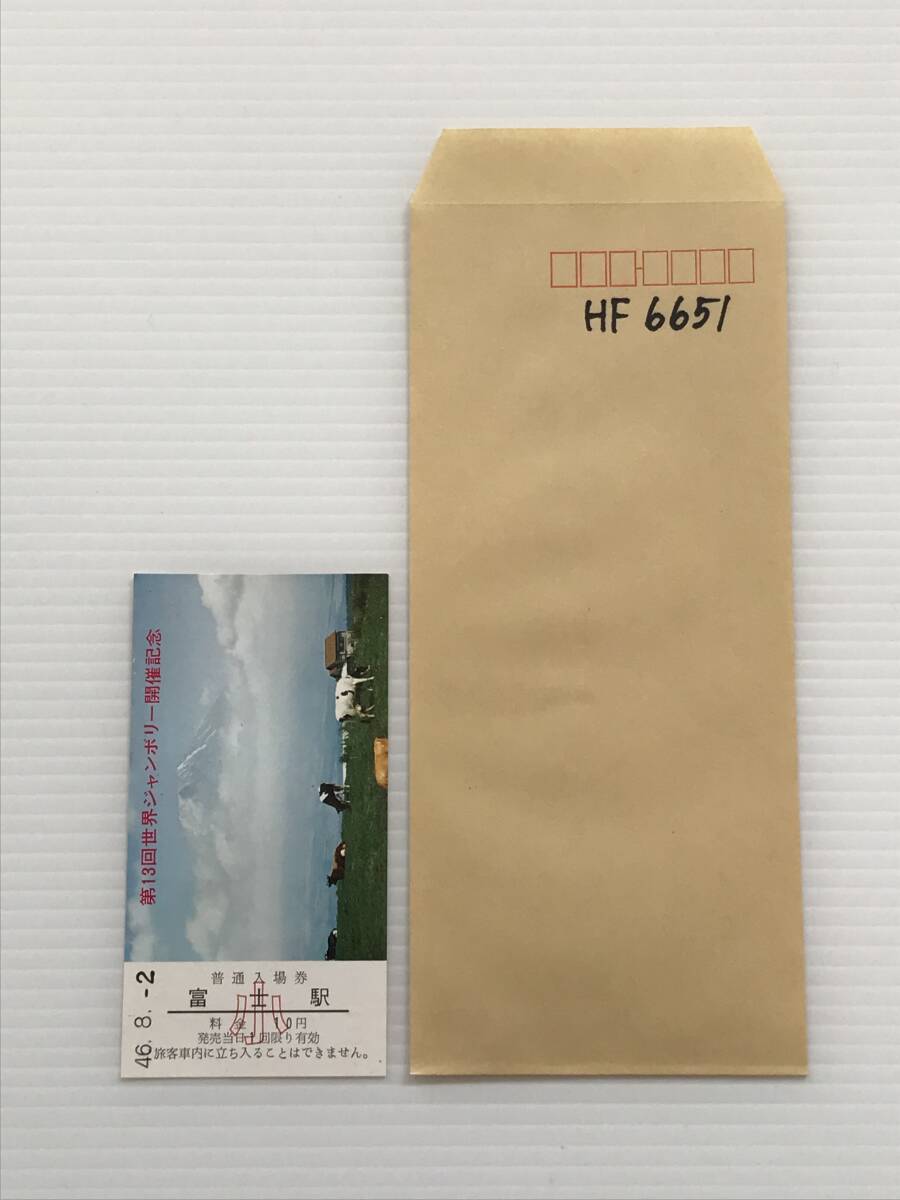 HF 6651
第13回世界ジャンボリー開催記念
46.8.-2
普通入場券
富士駅
小
料金 10円
発売当日1回限り有効
旅客車内に立ち入ることはできません。